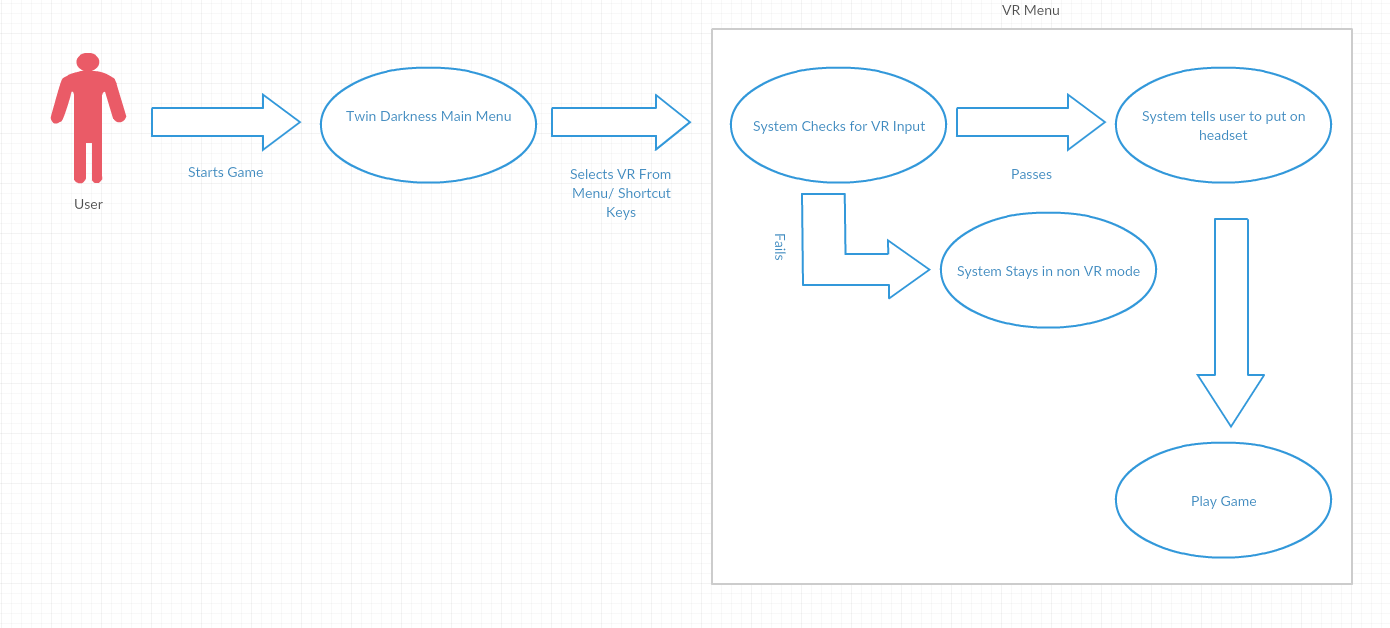 VR Menu
Twin Darkness Main Menu
System Checks for VR Input
System tells user to put on
headset
Starts Game
Selects VR From
Menu/ Shortcut
Keys
Passes
User
Fails
System Stays in non VR mode
Play Game